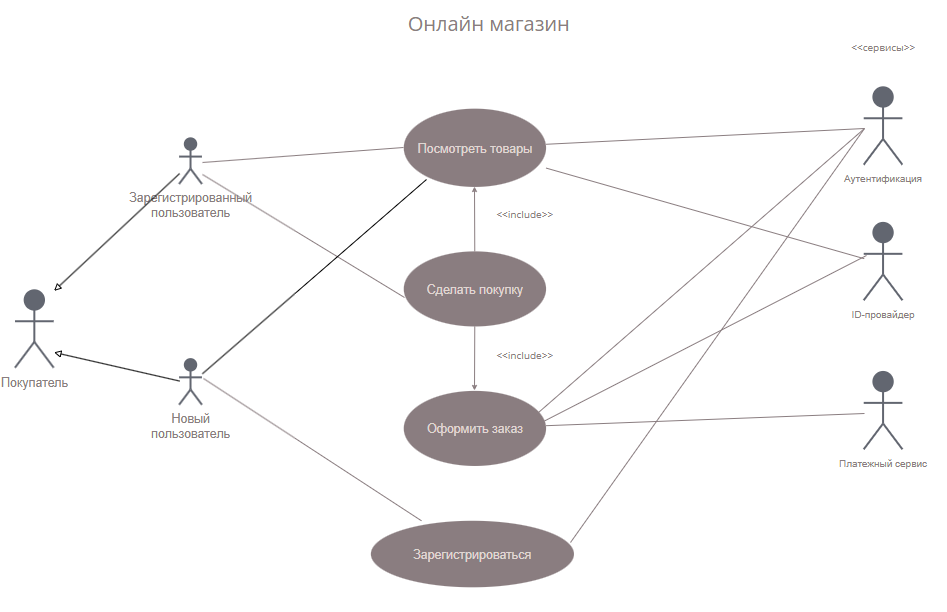 Онлайн магазин
<<сервисы>>
Посмотреть товары
Аутентификация
Зарегистрированный
пользователь
<<include>>
Сделать покупку
ID-провайдер
<<include>>
Покупатель
Новый
пользователь
Оформить заказ
Платежный сервис
Зарегистрироваться